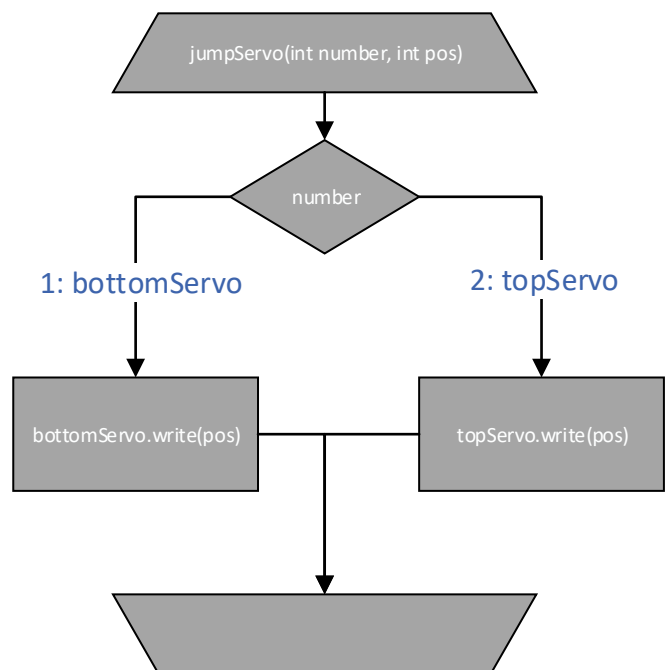 jumpServo(int number, int pos)
number
1: bottomServo
2: topServo
bottomServo.write(pos)
topServo.write(pos)